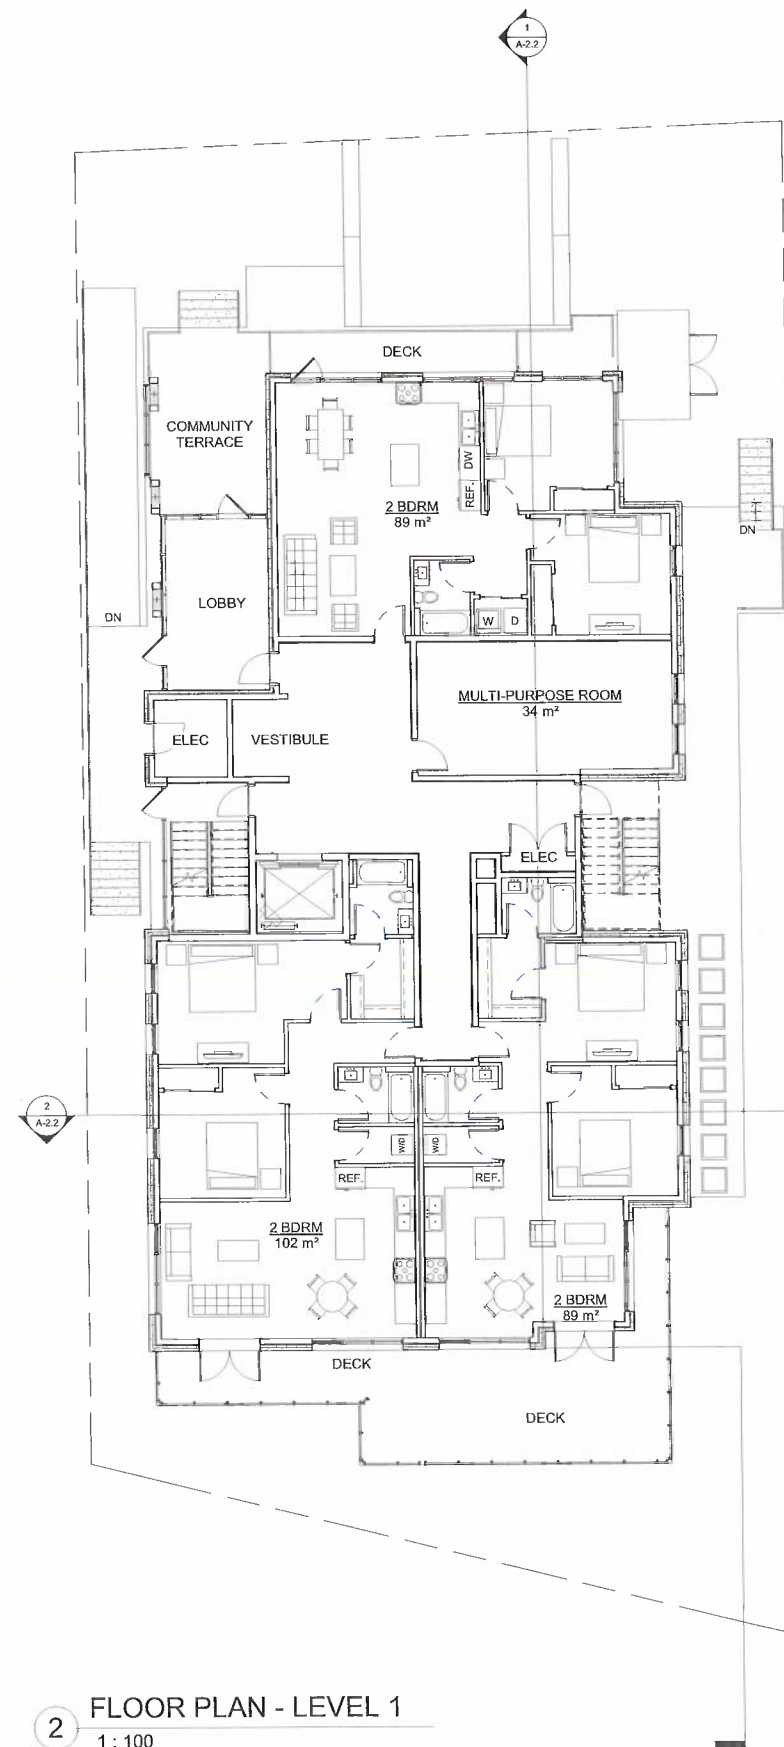 1
A-2.2
DECK
COMMUNITY
TERRACE
DW
REF.
2 BDRM
89 m²
DN
LOBBY
DN
W D
MULTI-PURPOSE ROOM
34 m²
ELEC
VESTIBULE
ELEC
2
A-2.2
W/D
W/D
REF.
REF.
2 BDRM
102 m²
2 BDRM
89 m²
DECK
DECK
2
FLOOR PLAN - LEVEL 1
1 : 100